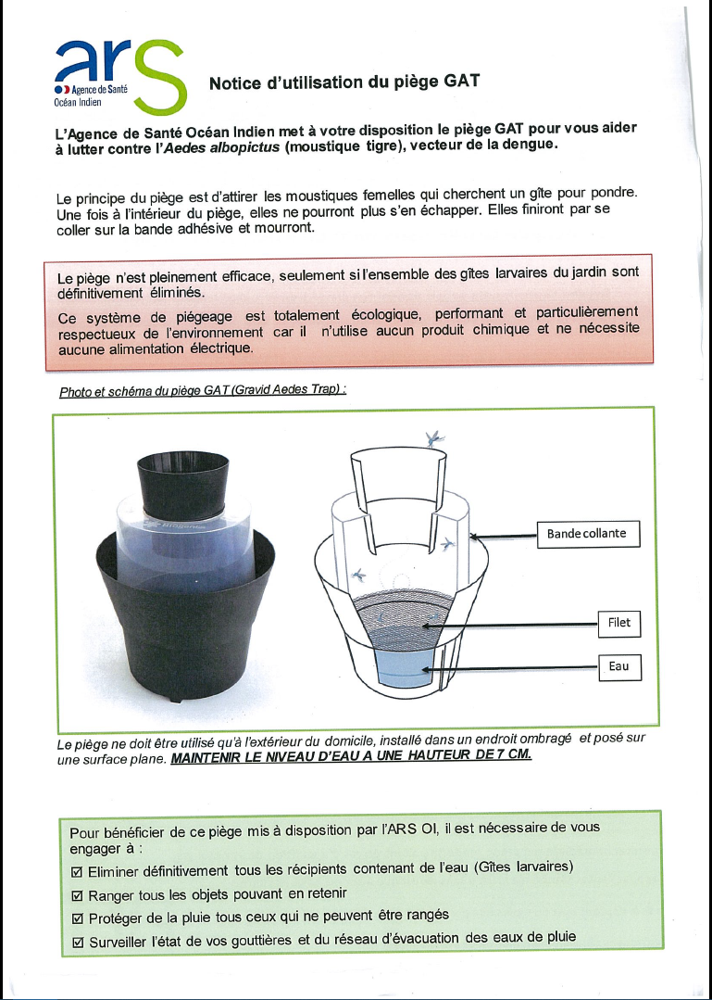 ars
Agence de Santé
Océan Indien
Notice d'utilisation du piège GAT
L'Agence de Santé Océan Indien met à votre disposition le piège GAT pour vous aider
à lutter contre l'Aedes albopictus (moustique tigre), vecteur de la dengue.
Le principe du piège est d'attirer les moustiques femelles qui cherchent un gîte pour pondre.
Une fois à l'intérieur du piège, elles ne pourront plus s'en échapper. Elles finiront par se
coller sur la bande adhésive et mourront.
Le piège n'est pleinement efficace, seulement si l'ensemble des gîtes larvaires du jardin sont
définitivement éliminés.
Ce système de piégeage est totalement écologique, performant et particulièrement
respectueux de l'environnement car il n'utilise aucun produit chimique et ne nécessite
aucune alimentation électrique.
Photo et schéma du piège GAT (Gravid Aedes Trap) :
Bande collante
Filet
Eau
Le piège ne doit être utilisé qu'à l'extérieur du domicile, installé dans un endroit ombragé et posé sur
une surface plane. MAINTENIR LE NIVEAU D'EAU A UNE HAUTEUR DE 7 CM.
Pour bénéficier de ce piège mis à disposition par l'ARS OI, il est nécessaire de vous
engager à :
☑ Eliminer définitivement tous les récipients contenant de l'eau (Gîtes larvaires)
☑ Ranger tous les objets pouvant en retenir
☑ Protéger de la pluie tous ceux qui ne peuvent être rangés
☑ Surveiller l'état de vos gouttières et du réseau d'évacuation des eaux de pluie